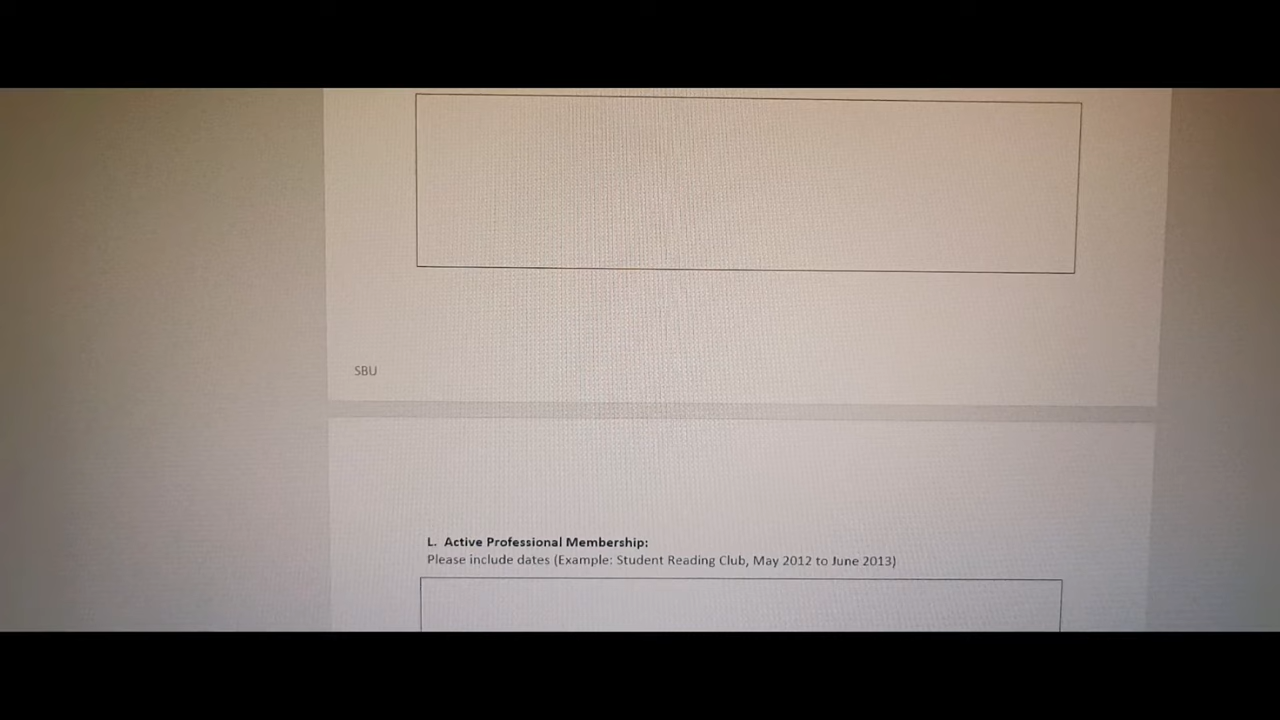 SBU
L. Active Professional Membership:
Please include dates (Example: Student Reading Club, May 2012 to June 2013)